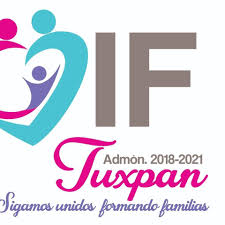 IF
Admón. 2018-2021
Tuxpan
Sigamos unidos formando familias